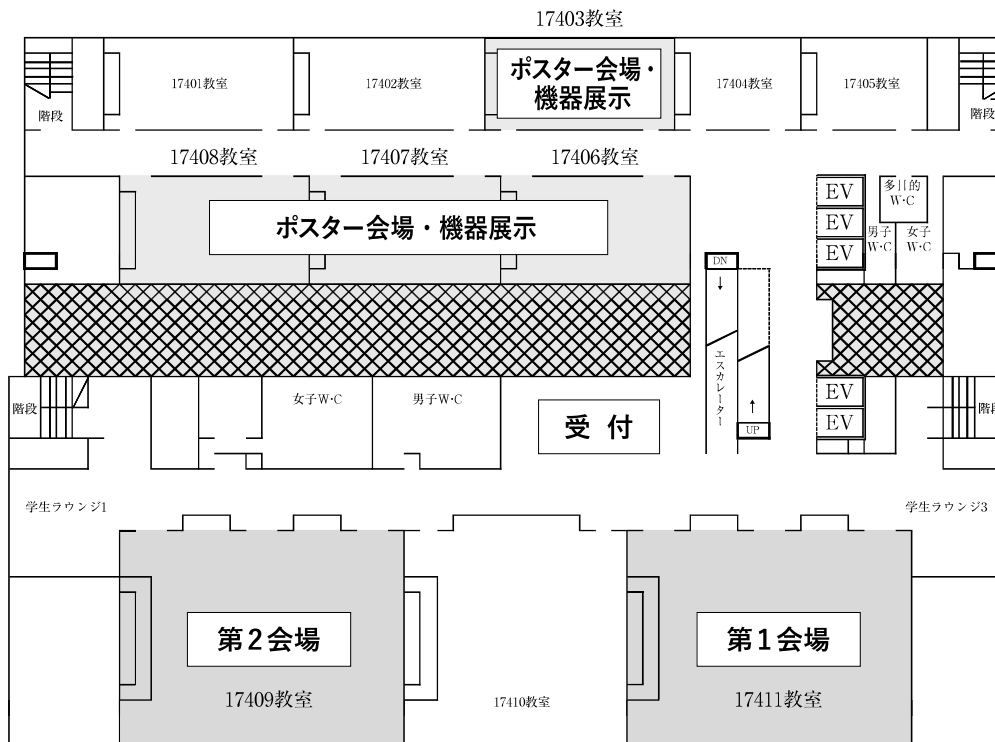 17403教室
17401教室
17402教室
ポスター会場・
機器展示
17404教室
17405教室
階段
階段
17408教室
17407教室
17406教室
ポスター会場・機器展示
EV
EV
EV
W・C
男子
W・C
女子
W・C
DN
エスカレーター
UP
階段
女子W・C
男子W・C
受付
EV
EV
階段
学生ラウンジ1
学生ラウンジ3
第2会場
17409教室
17410教室
第1会場
17411教室